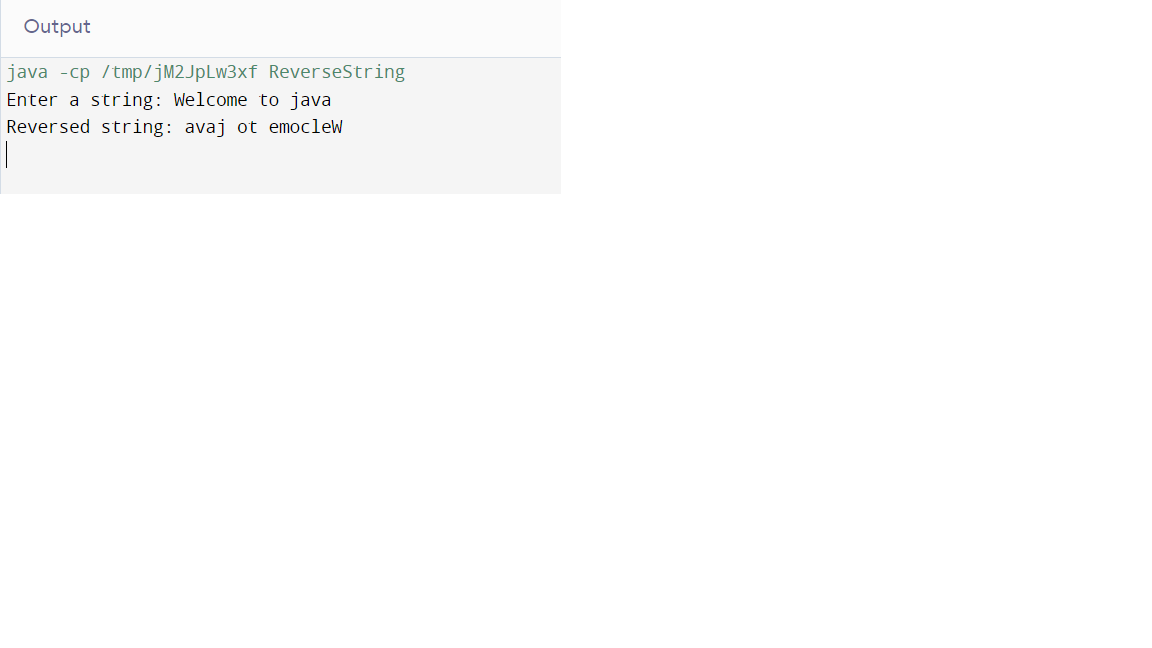 Output
java -cp /tmp/jM2JpLw3xf ReverseString
Enter a string: Welcome to java
Reversed string: avaj ot emocleW